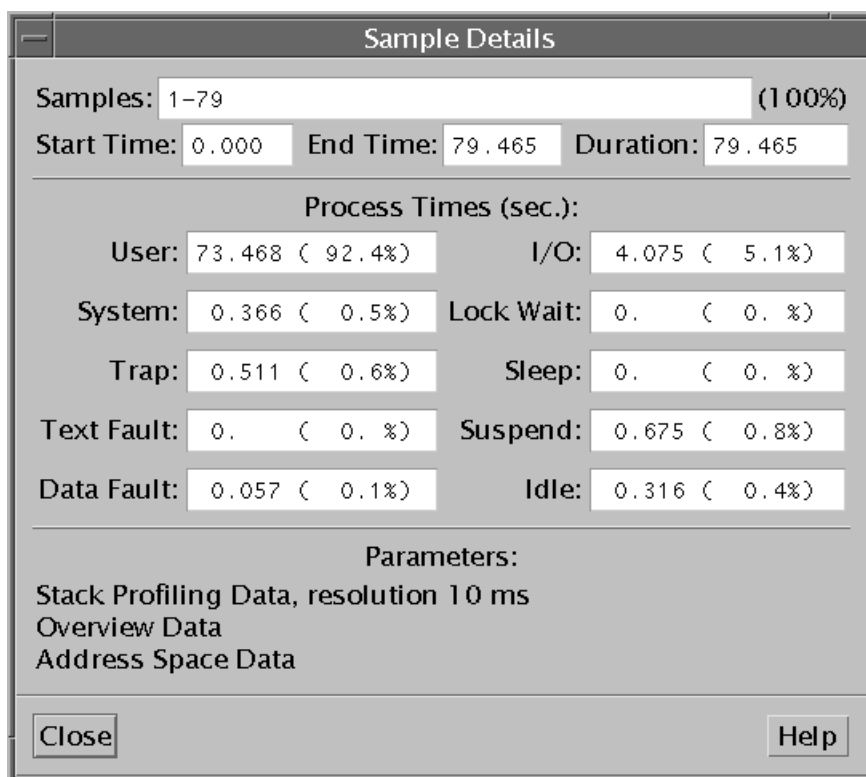 Sample Details
Samples: 1-79 (100%)
Start Time: 0.000 End Time: 79.465 Duration: 79.465
Process Times (sec.):
User: 73.468 ( 92.4%) I/O: 4.075 ( 5.1%)
System: 0.366 ( 0.5%) Lock Wait: 0. ( 0. %)
Trap: 0.511 ( 0.6%) Sleep: 0. ( 0. %)
Text Fault: 0. ( 0. %) Suspend: 0.675 ( 0.8%)
Data Fault: 0.057 ( 0.1%) Idle: 0.316 ( 0.4%)
Parameters:
Stack Profiling Data, resolution 10 ms
Overview Data
Address Space Data
Close Help